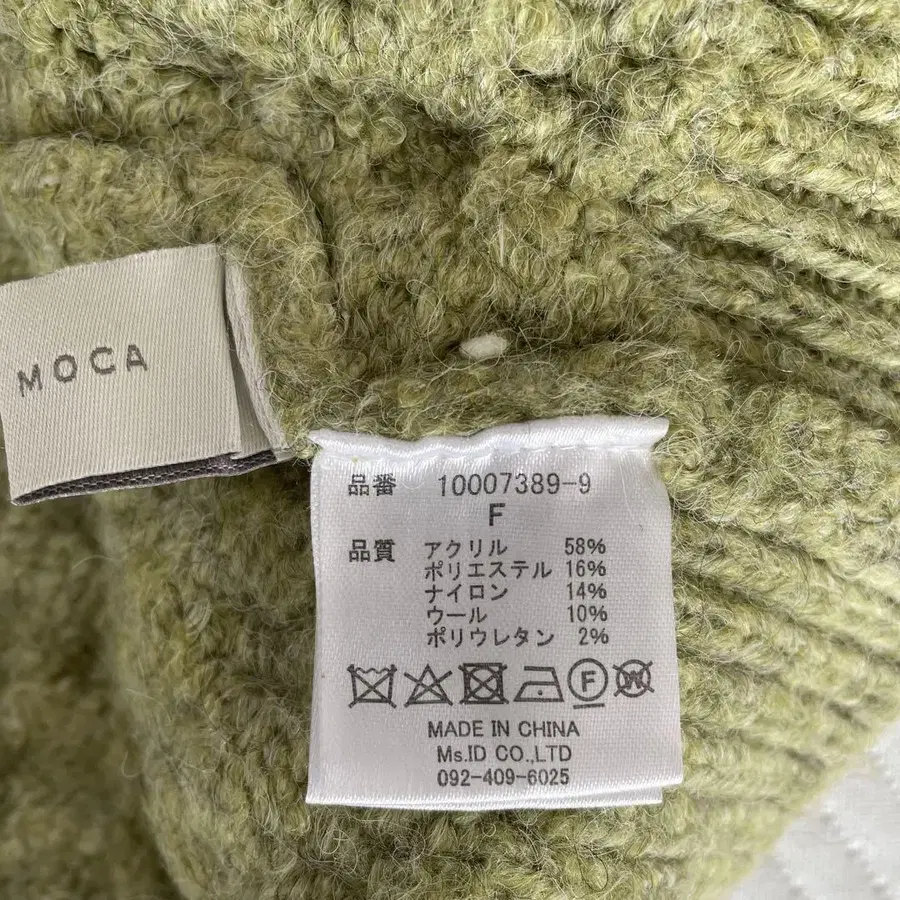 MOCA
品番 10007389-9
F
品質 アクリル 58%
ポリエステル 16%
ナイロン 14%
ウール 10%
ポリウレタン 2%
F W
MADE IN CHINA
Ms.ID CO.,LTD
092-409-6025